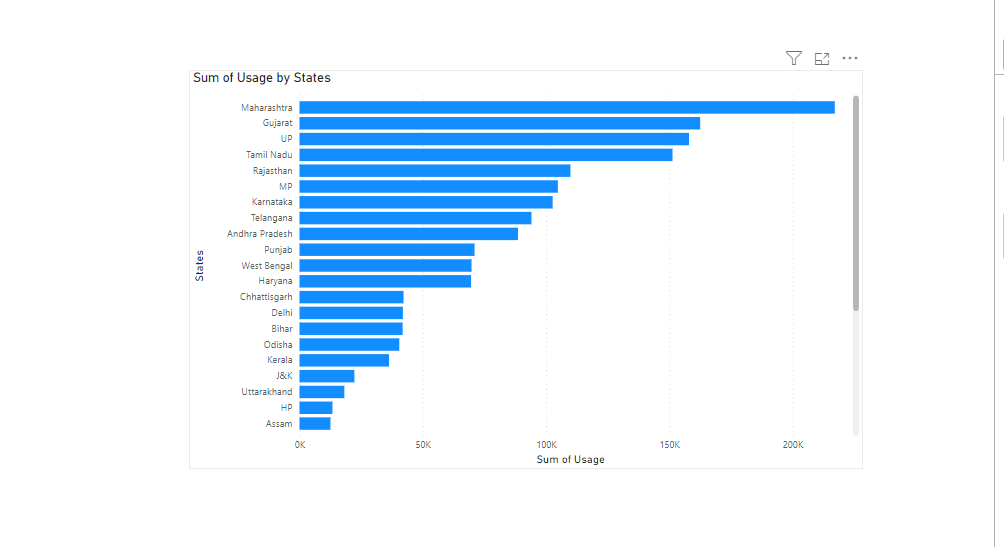 Sum of Usage by States
Maharashtra
Gujarat
UP
Tamil Nadu
Rajasthan
MP
Karnataka
Telangana
Andhra Pradesh
Punjab
West Bengal
Haryana
Chhattisgarh
Delhi
Bihar
Odisha
Kerala
J&K
Uttarakhand
HP
Assam
States
0K 50K 100K 150K 200K
Sum of Usage